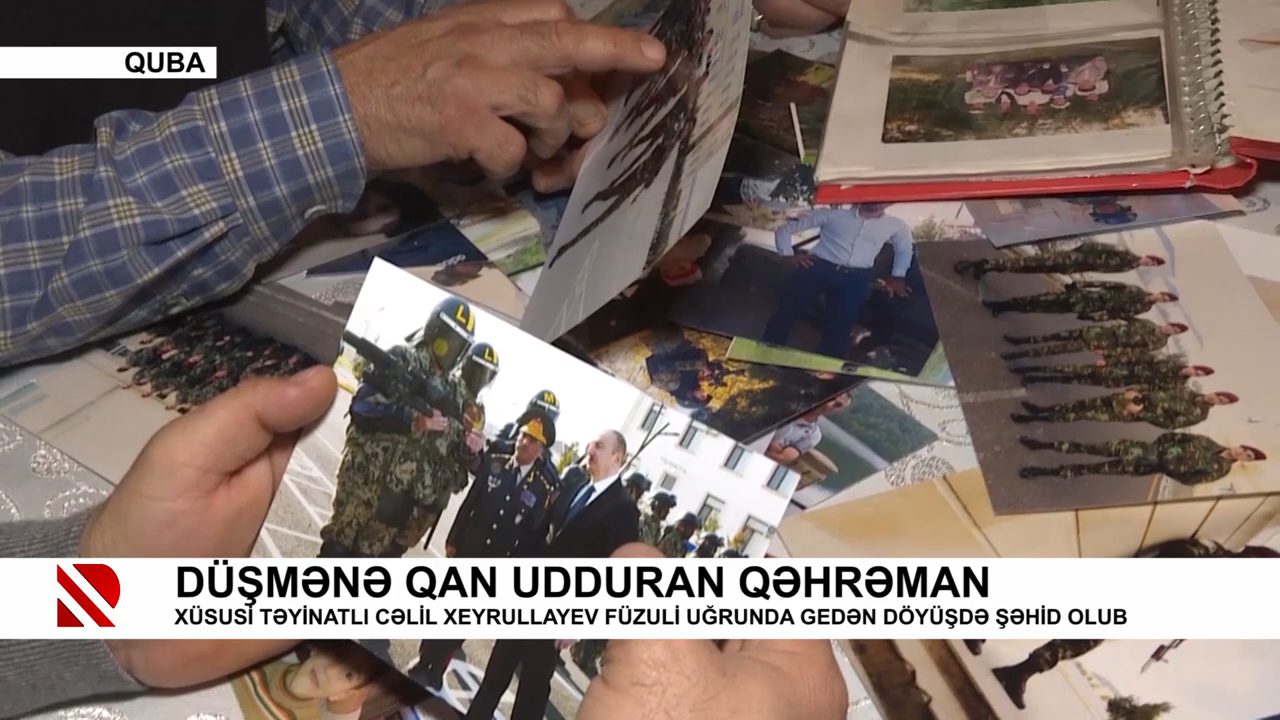 QUBA
L
L
M
DÜŞMƏNƏ QAN UDDURAN QƏHRƏMAN
XÜSUSİ TƏYİNATLI CƏLİL XEYRULLAYEV FÜZULİ UĞRUNDA GEDƏN DÖYÜŞDƏ ŞƏHİD OLUB